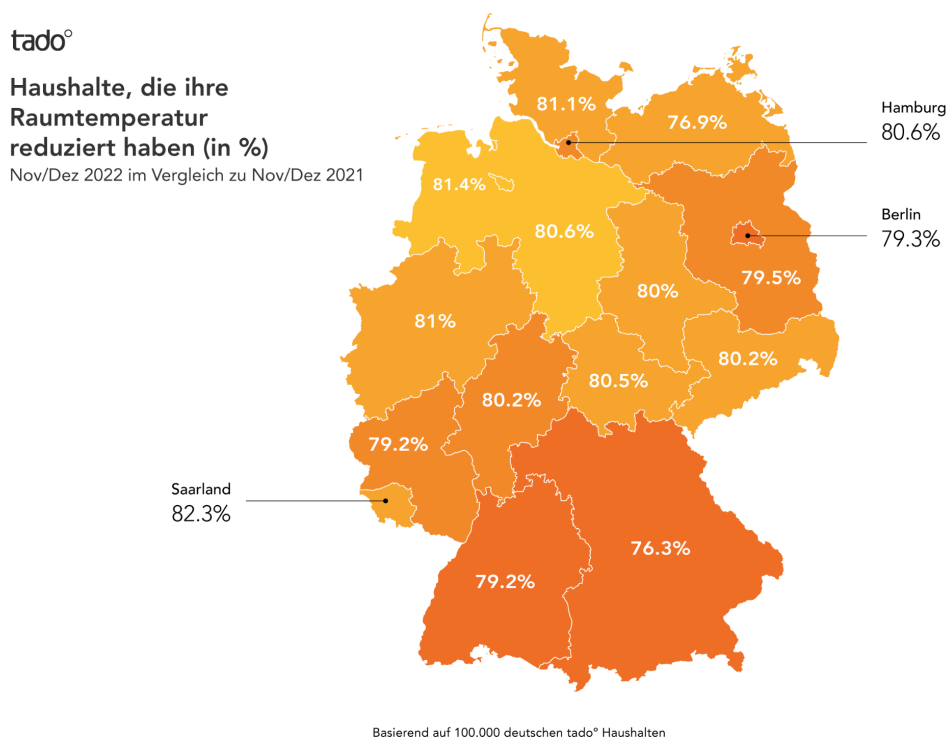 tado°
Haushalte, die ihre
Raumtemperatur
reduziert haben (in %)
Nov/Dez 2022 im Vergleich zu Nov/Dez 2021
81.1%
76.9%
Hamburg
80.6%
81.4%
80.6%
Berlin
79.3%
79.5%
80%
81%
80.2%
80.5%
80.2%
79.2%
Saarland
82.3%
76.3%
79.2%
Basierend auf 100.000 deutschen tado° Haushalten